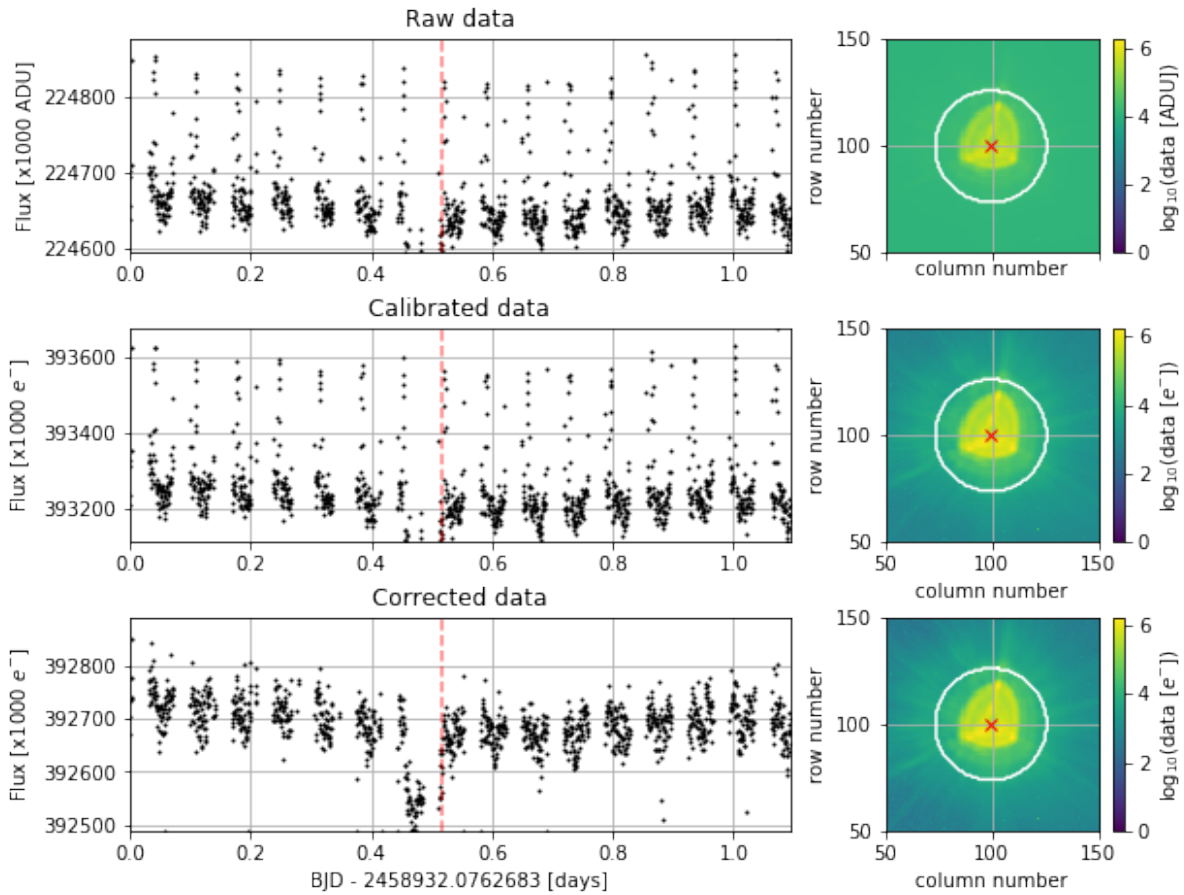 Raw data
Flux [x1000 ADU]
224800
224700
224600
0.0 0.2 0.4 0.6 0.8 1.0
row number
150
100
50
column number
150
6
4
2
0
log₁₀(data [ADU])
Calibrated data
Flux [x1000 e⁻]
393600
393400
393200
0.0 0.2 0.4 0.6 0.8 1.0
row number
150
100
50
50 100 150
column number
6
4
2
0
log₁₀(data [e⁻])
Corrected data
Flux [x1000 e⁻]
392800
392700
392600
392500
0.0 0.2 0.4 0.6 0.8 1.0
BJD - 2458932.0762683 [days]
row number
150
100
50
50 100 150
column number
6
4
2
0
log₁₀(data [e⁻])